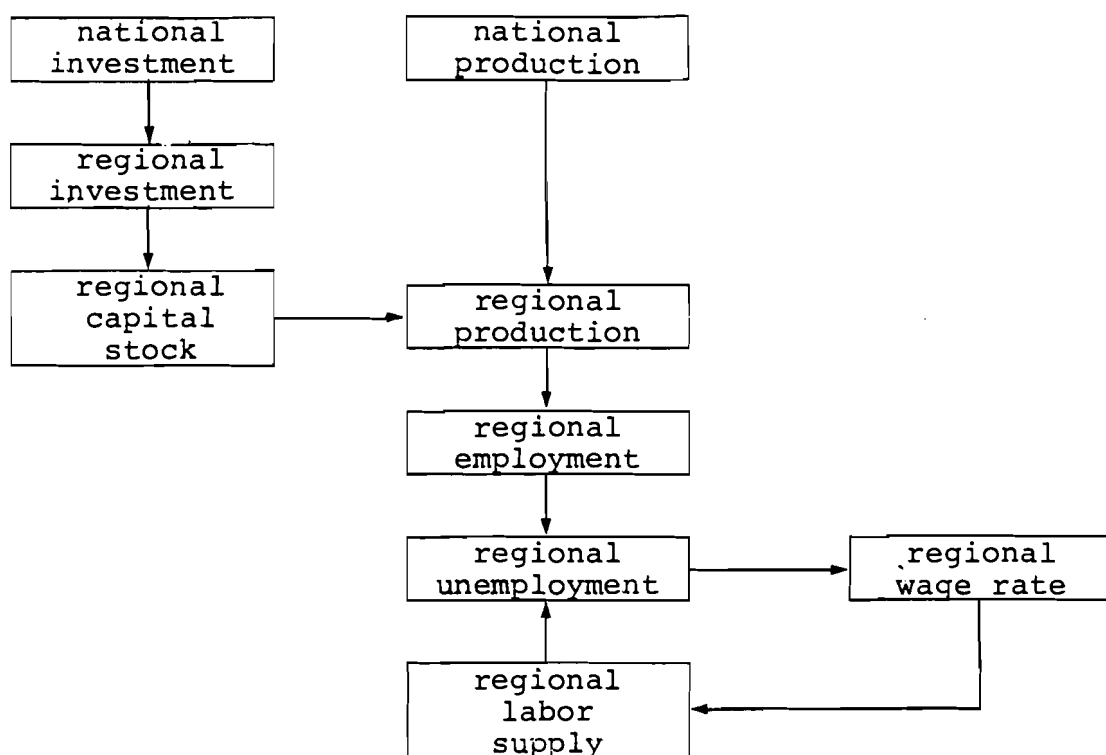 national
investment
national
production
regional
investment
regional
capital
stock
regional
production
regional
employment
regional
unemployment
regional
wage rate
regional
labor
supply